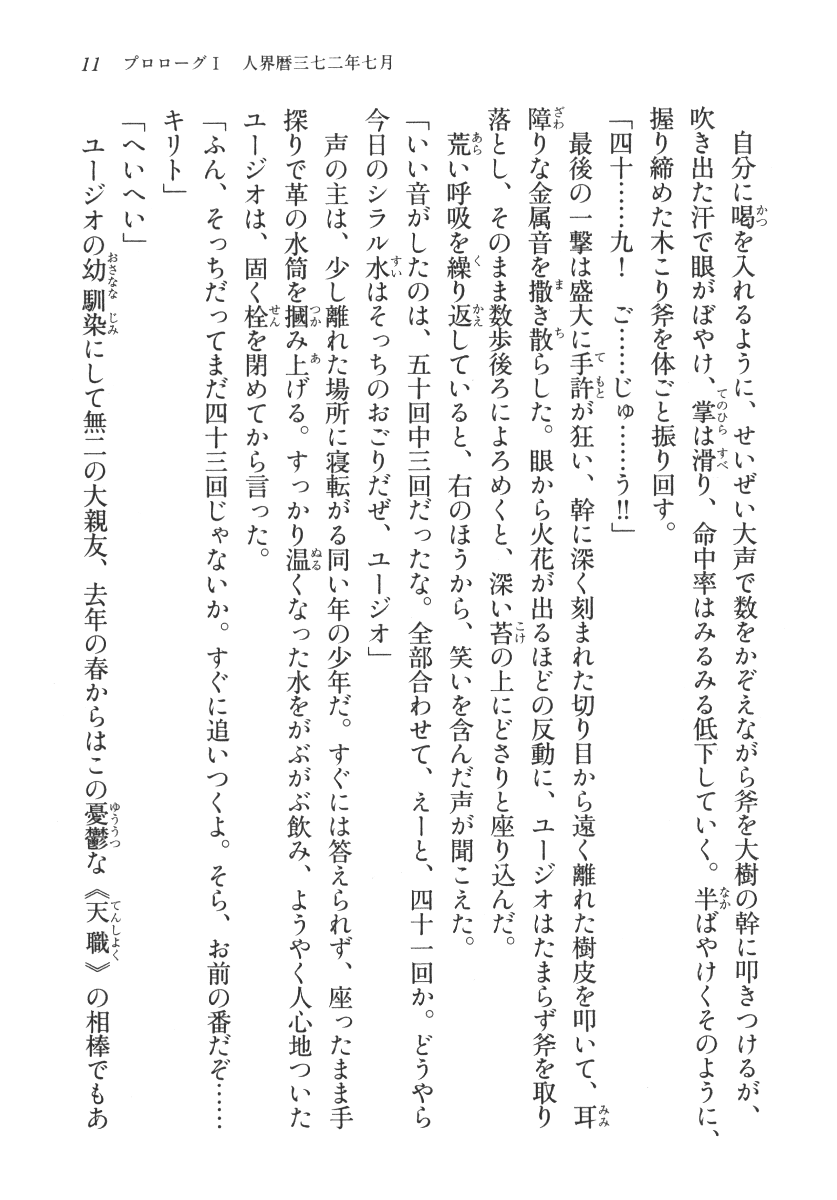 11　プロローグⅠ　人界暦三七二年七月
　自分に喝を入れるように、せいぜい大声で数をかぞえながら斧を大樹の幹に叩きつけるが、
吹き出た汗で眼がぼやけ、掌は滑り、命中率はみるみる低下していく。半ばやけくそのように、
握り締めた木こり斧を体ごと振り回す。
「四十……九！　ご……じゅ……う!!」
　最後の一撃は盛大に手許が狂い、幹に深く刻まれた切り目から遠く離れた樹皮を叩いて、耳
障りな金属音を撒き散らした。眼から火花が出るほどの反動に、ユージオはたまらず斧を取り
落とし、そのまま数歩後ろによろめくと、深い苔の上にどさりと座り込んだ。
　荒い呼吸を繰り返していると、右のほうから、笑いを含んだ声が聞こえた。
「いい音がしたのは、五十回中三回だったな。全部合わせて、えーと、四十一回か。どうやら
今日のシラル水はそっちのおごりだぜ、ユージオ」
　声の主は、少し離れた場所に寝転がる同い年の少年だ。すぐには答えられず、座ったまま手
探りで革の水筒を摑み上げる。すっかり温くなった水をがぶがぶ飲み、ようやく人心地ついた
ユージオは、固く栓を閉めてから言った。
「ふん、そっちだってまだ四十三回じゃないか。すぐに追いつくよ。そら、お前の番だぞ……
キリト」
「へいへい」
　ユージオの幼馴染にして無二の大親友、去年の春からはこの憂鬱な《天職》の相棒でもあ